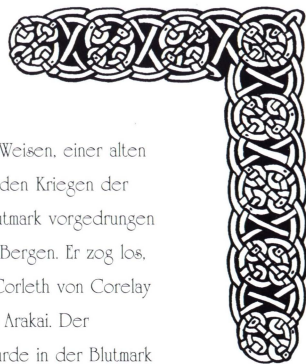 Weisen, einer alten
den Kriegen der
utmark vorgedrungen
Bergen. Er zog los,
Corleth von Corelay
Arakai. Der
urde in der Blutmark